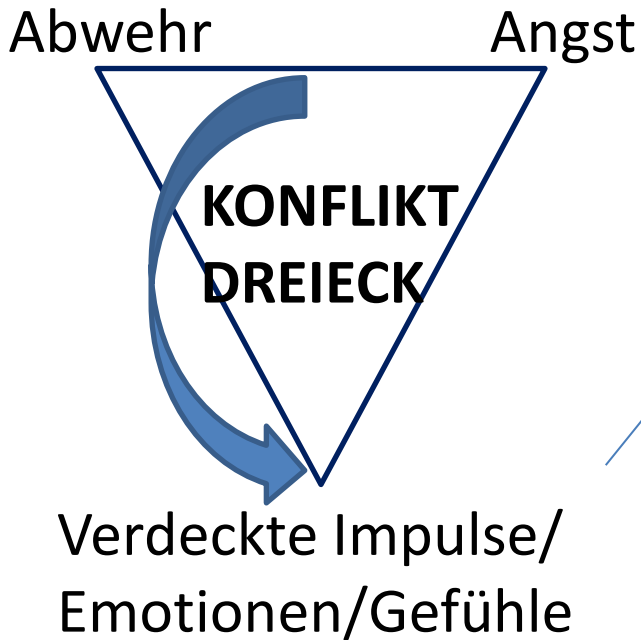 Abwehr
Angst
KONFLIKT
DREIECK
Verdeckte Impulse/
Emotionen/Gefühle